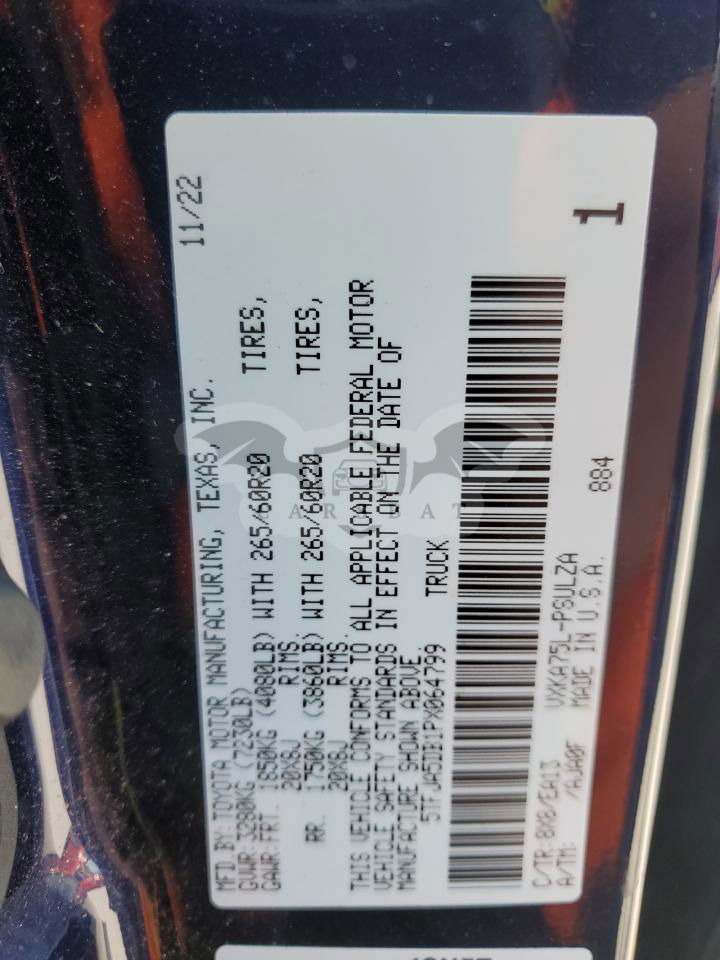 MFD.BY:TOYOTA MOTOR MANUFACTURING, TEXAS, INC. 11/22
GVWR:3280KG (7230LB)
GAWR:FRT. 1850KG (4080LB) WITH 265/60R20 TIRES,
20X8J RIMS.
RR. 1750KG (3860LB) WITH 265/60R20 TIRES,
20X8J RIMS.
THIS VEHICLE CONFORMS TO ALL APPLICABLE FEDERAL MOTOR
VEHICLE SAFETY STANDARDS IN EFFECT ON THE DATE OF
MANUFACTURE SHOWN ABOVE.
5TFJA5DB1PX064799 TRUCK
C/TR:8X8/EA13 VXKA75L-PSULZA
A/TM: /AJA0F MADE IN U.S.A. 884
1